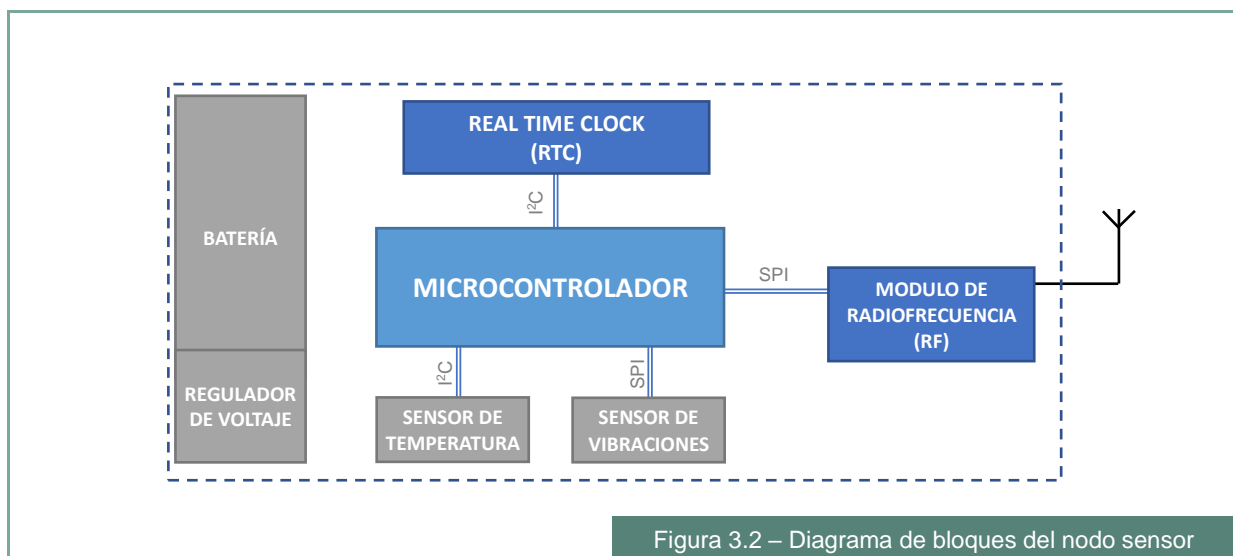 REAL TIME CLOCK
(RTC)
I²C
BATERÍA
MICROCONTROLADOR
SPI
MODULO DE
RADIOFRECUENCIA
(RF)
I²C
SPI
REGULADOR
DE VOLTAJE
SENSOR DE
TEMPERATURA
SENSOR DE
VIBRACIONES
Figura 3.2 – Diagrama de bloques del nodo sensor